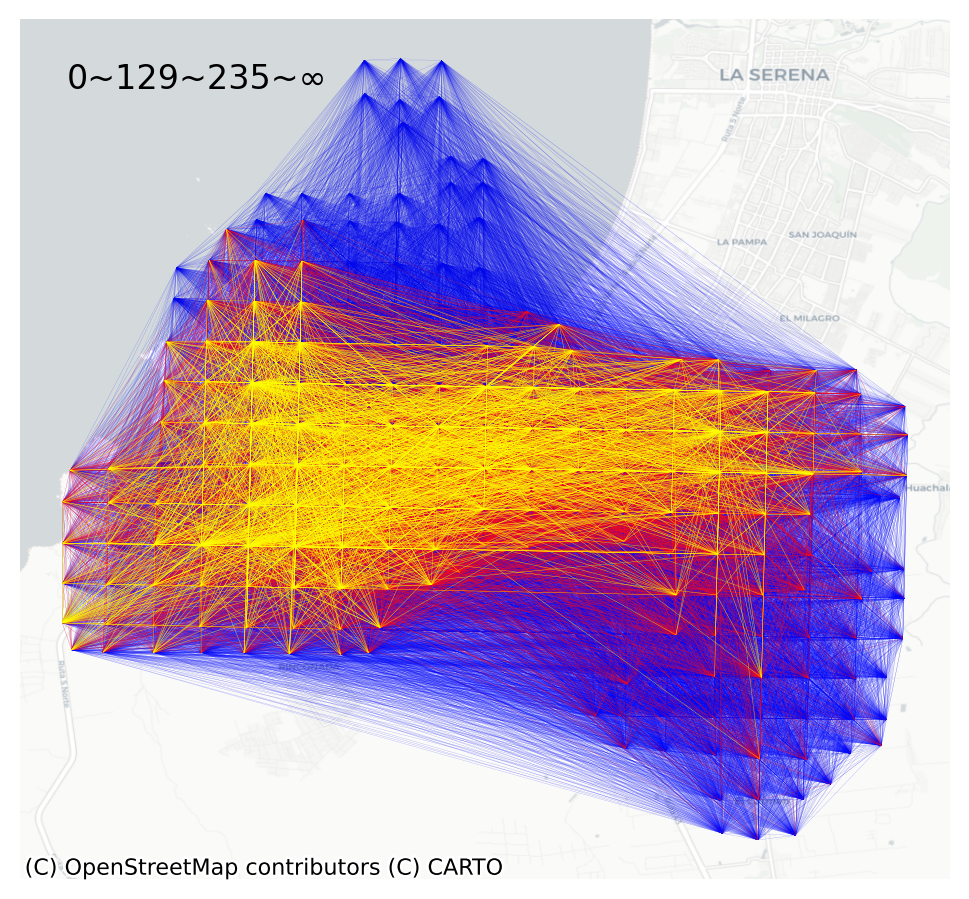 0~129~235~∞
LA SERENA
Ruta 5 Norte
LA PAMPA
SAN JOAQUÍN
EL MILAGRO
Huachal
Ruta 5 Norte
(C) OpenStreetMap contributors (C) CARTO